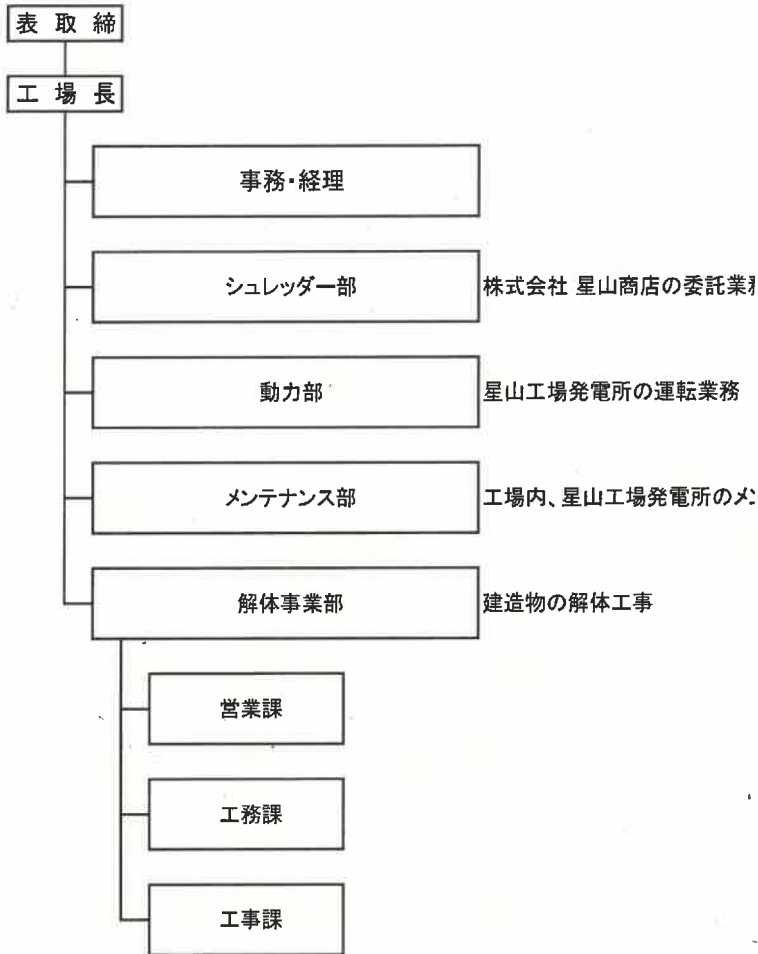 表 取 締
工 場 長
事務・経理
シュレッダー部
株式会社 星山商店の委託業務
動力部
星山工場発電所の運転業務
メンテナンス部
工場内、星山工場発電所のメン
解体事業部
建造物の解体工事
営業課
工務課
工事課